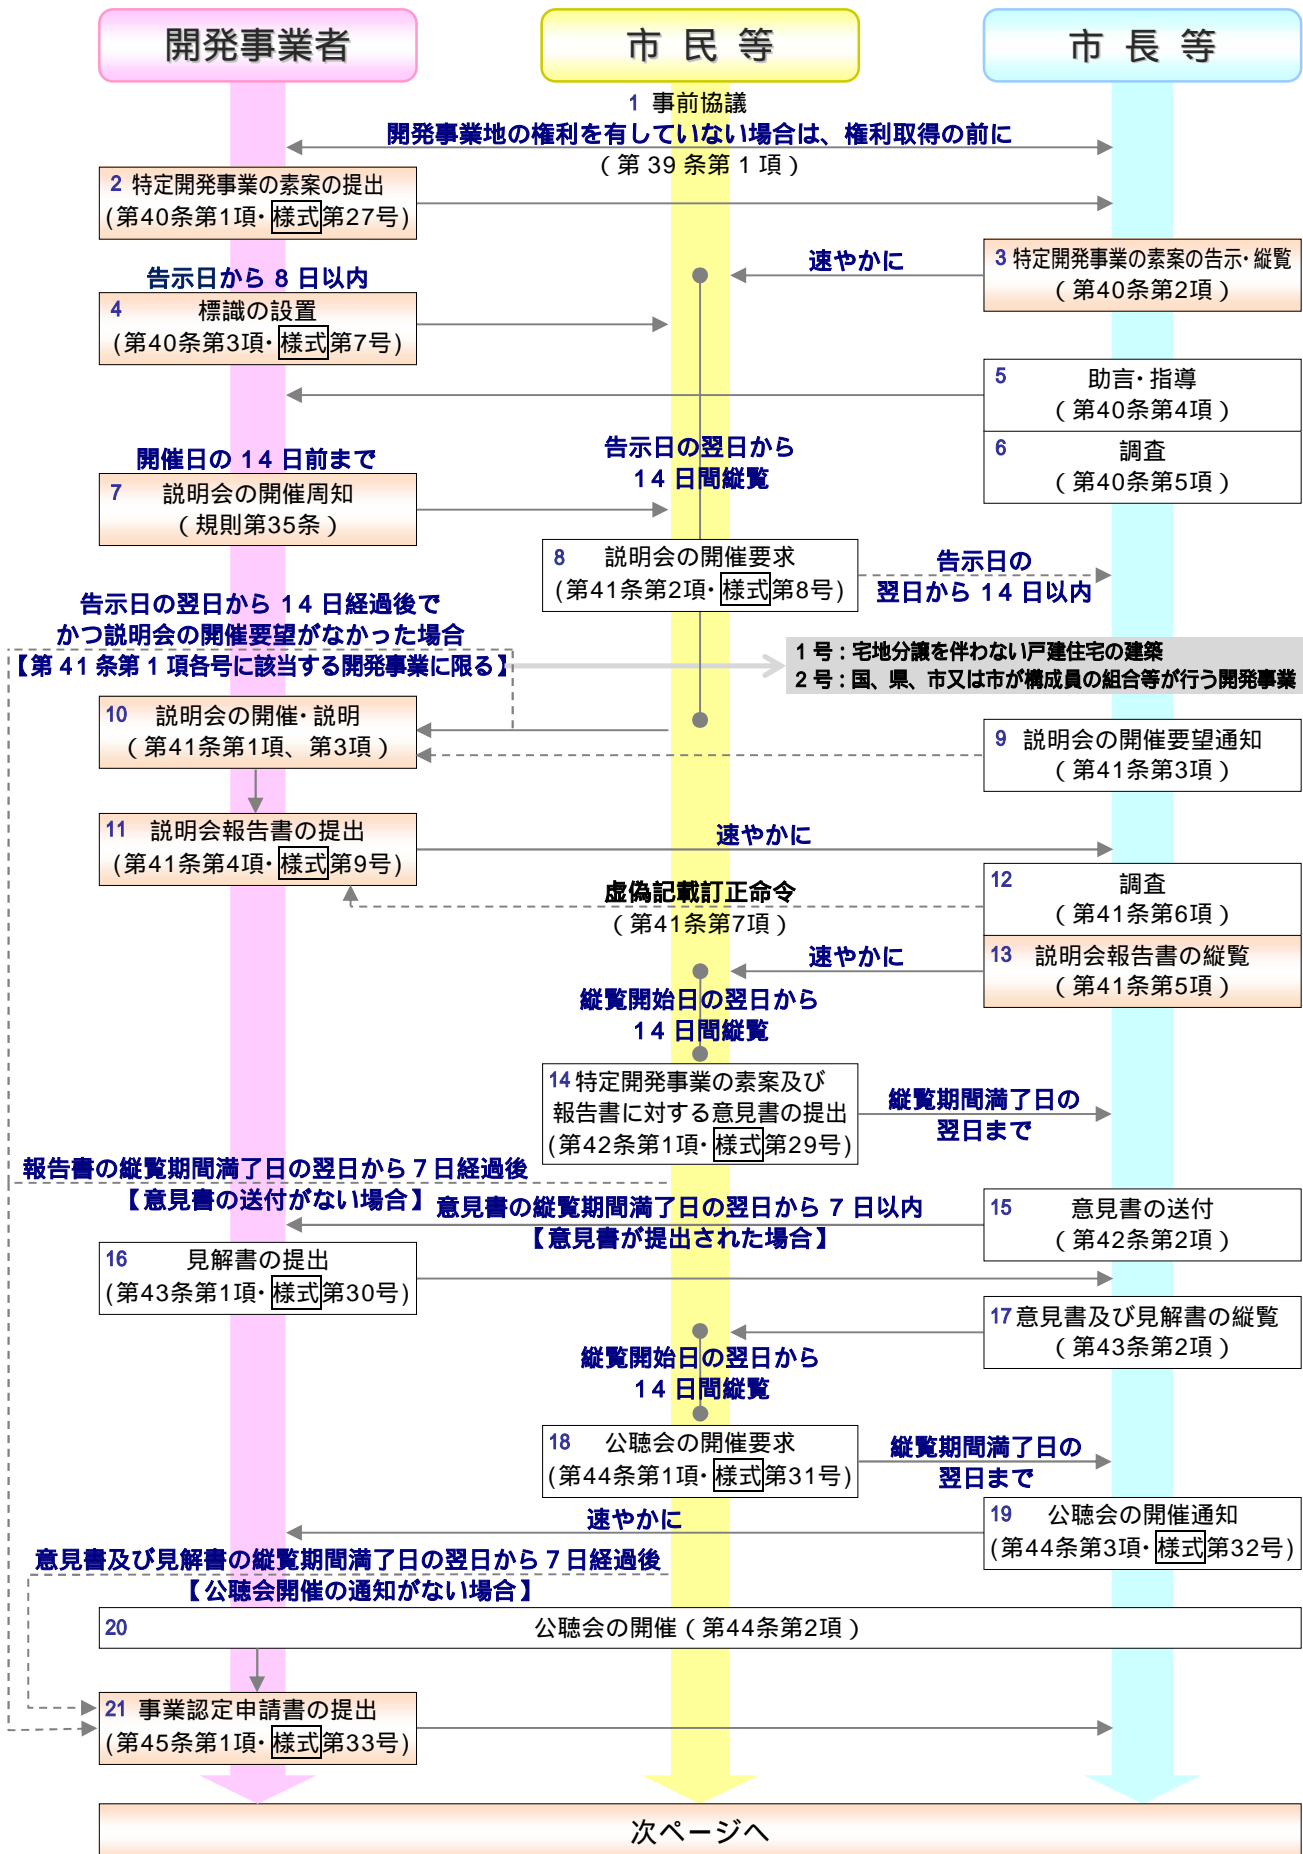 開発事業者
市 民 等
市 長 等
1 事前協議
開発事業地の権利を有していない場合は、権利取得の前に
（第 39 条第 1 項）
2 特定開発事業の素案の提出
(第40条第1項・様式第27号)
速やかに
3 特定開発事業の素案の告示・縦覧
（第40条第2項）
告示日から 8 日以内
4 標識の設置
(第40条第3項・様式第7号)
5 助言・指導
（第40条第4項）
告示日の翌日から
14 日間縦覧
6 調査
（第40条第5項）
開催日の 14 日前まで
7 説明会の開催周知
（規則第35条）
8 説明会の開催要求
(第41条第2項・様式第8号)
告示日の
翌日から 14 日以内
告示日の翌日から 14 日経過後で
かつ説明会の開催要望がなかった場合
【第 41 条第 1 項各号に該当する開発事業に限る】
1 号：宅地分譲を伴わない戸建住宅の建築
2 号：国、県、市又は市が構成員の組合等が行う開発事業
10 説明会の開催・説明
（第41条第1項、第3項）
9 説明会の開催要望通知
（第41条第3項）
11 説明会報告書の提出
(第41条第4項・様式第9号)
速やかに
12 調査
（第41条第6項）
虚偽記載訂正命令
（第41条第7項）
速やかに
13 説明会報告書の縦覧
（第41条第5項）
縦覧開始日の翌日から
14 日間縦覧
14 特定開発事業の素案及び
報告書に対する意見書の提出
(第42条第1項・様式第29号)
縦覧期間満了日の
翌日まで
報告書の縦覧期間満了日の翌日から 7 日経過後
【意見書の送付がない場合】
意見書の縦覧期間満了日の翌日から 7 日以内
【意見書が提出された場合】
15 意見書の送付
（第42条第2項）
16 見解書の提出
(第43条第1項・様式第30号)
17 意見書及び見解書の縦覧
（第43条第2項）
縦覧開始日の翌日から
14 日間縦覧
18 公聴会の開催要求
(第44条第1項・様式第31号)
縦覧期間満了日の
翌日まで
速やかに
19 公聴会の開催通知
(第44条第3項・様式第32号)
意見書及び見解書の縦覧期間満了日の翌日から 7 日経過後
【公聴会開催の通知がない場合】
20 公聴会の開催（第44条第2項）
21 事業認定申請書の提出
(第45条第1項・様式第33号)
次ページへ